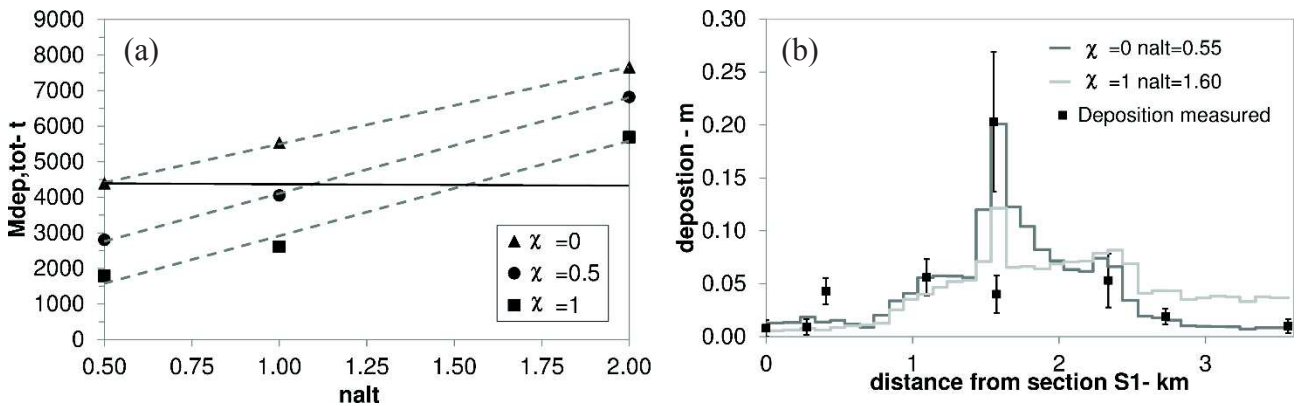 (a)
Mdep,tot- t
9000
8000
7000
6000
5000
4000
3000
2000
1000
0
0.50 0.75 1.00 1.25 1.50 1.75 2.00
nalt
χ =0
χ =0.5
χ =1
(b)
depostion - m
0.30
0.25
0.20
0.15
0.10
0.05
0.00
0 1 2 3
distance from section S1- km
χ =0 nalt=0.55
χ =1 nalt=1.60
Deposition measured